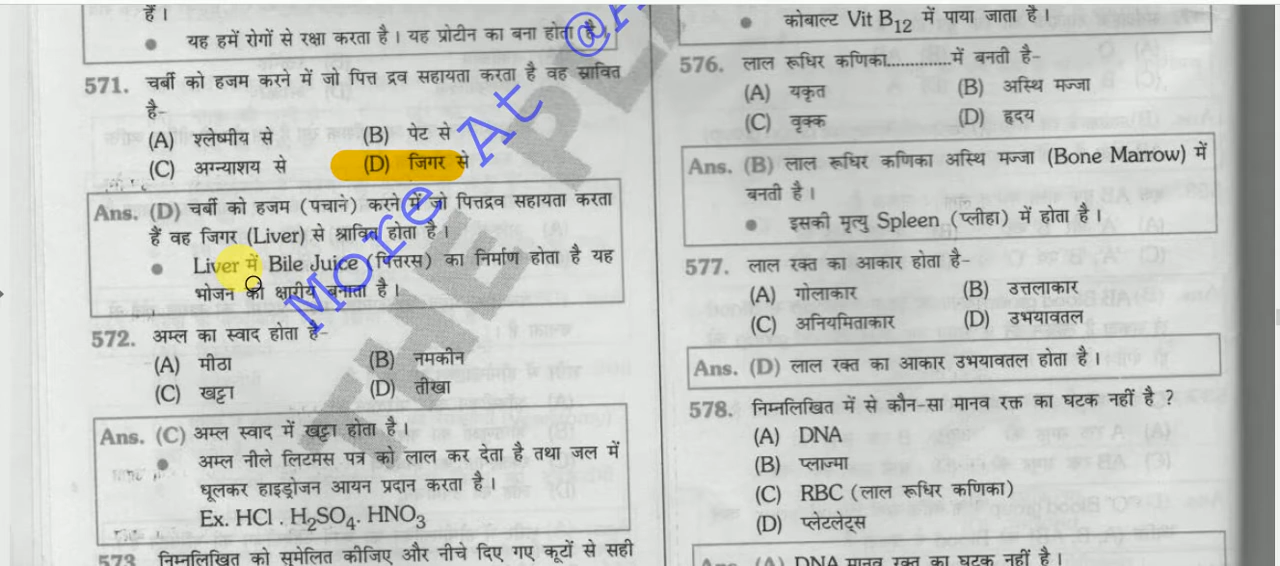 हैं।
• यह हमें रोगों से रक्षा करता है। यह प्रोटीन का बना होता है।
571. चर्बी को हजम करने में जो पित्त द्रव सहायता करता है वह स्रावित
है-
(A) श्लेष्मीय से (B) पेट से
(C) अग्न्याशय से (D) जिगर से
Ans. (D) चर्बी को हजम (पचाने) करने में जो पित्तद्रव सहायता करता
हैं वह जिगर (Liver) से श्रावित होता है।
• Liver में Bile Juice (पित्तरस) का निर्माण होता है यह
भोजन को क्षारीय बनाता है।
572. अम्ल का स्वाद होता है-
(A) मीठा (B) नमकीन
(C) खट्टा (D) तीखा
Ans. (C) अम्ल स्वाद में खट्टा होता है।
• अम्ल नीले लिटमस पत्र को लाल कर देता है तथा जल में
घूलकर हाइड्रोजन आयन प्रदान करता है।
Ex. HCl . H₂SO₄. HNO₃
573 निम्नलिखित को सुमेलित कीजिए और नीचे दिए गए कूटों से सही
• कोबाल्ट Vit B₁₂ में पाया जाता है।
576. लाल रूधिर कणिका..............में बनती है-
(A) यकृत (B) अस्थि मज्जा
(C) वृक्क (D) हृदय
Ans. (B) लाल रूधिर कणिका अस्थि मज्जा (Bone Marrow) में
बनती है।
• इसकी मृत्यु Spleen (प्लीहा) में होता है।
577. लाल रक्त का आकार होता है-
(A) गोलाकार (B) उत्तलाकार
(C) अनियमिताकार (D) उभयावतल
Ans. (D) लाल रक्त का आकार उभयावतल होता है।
578. निम्नलिखित में से कौन-सा मानव रक्त का घटक नहीं है ?
(A) DNA
(B) प्लाज्मा
(C) RBC (लाल रूधिर कणिका)
(D) प्लेटलेट्स
Ans. (A) DNA मानव रक्त का घटक नहीं है।
More At @A
THE PL